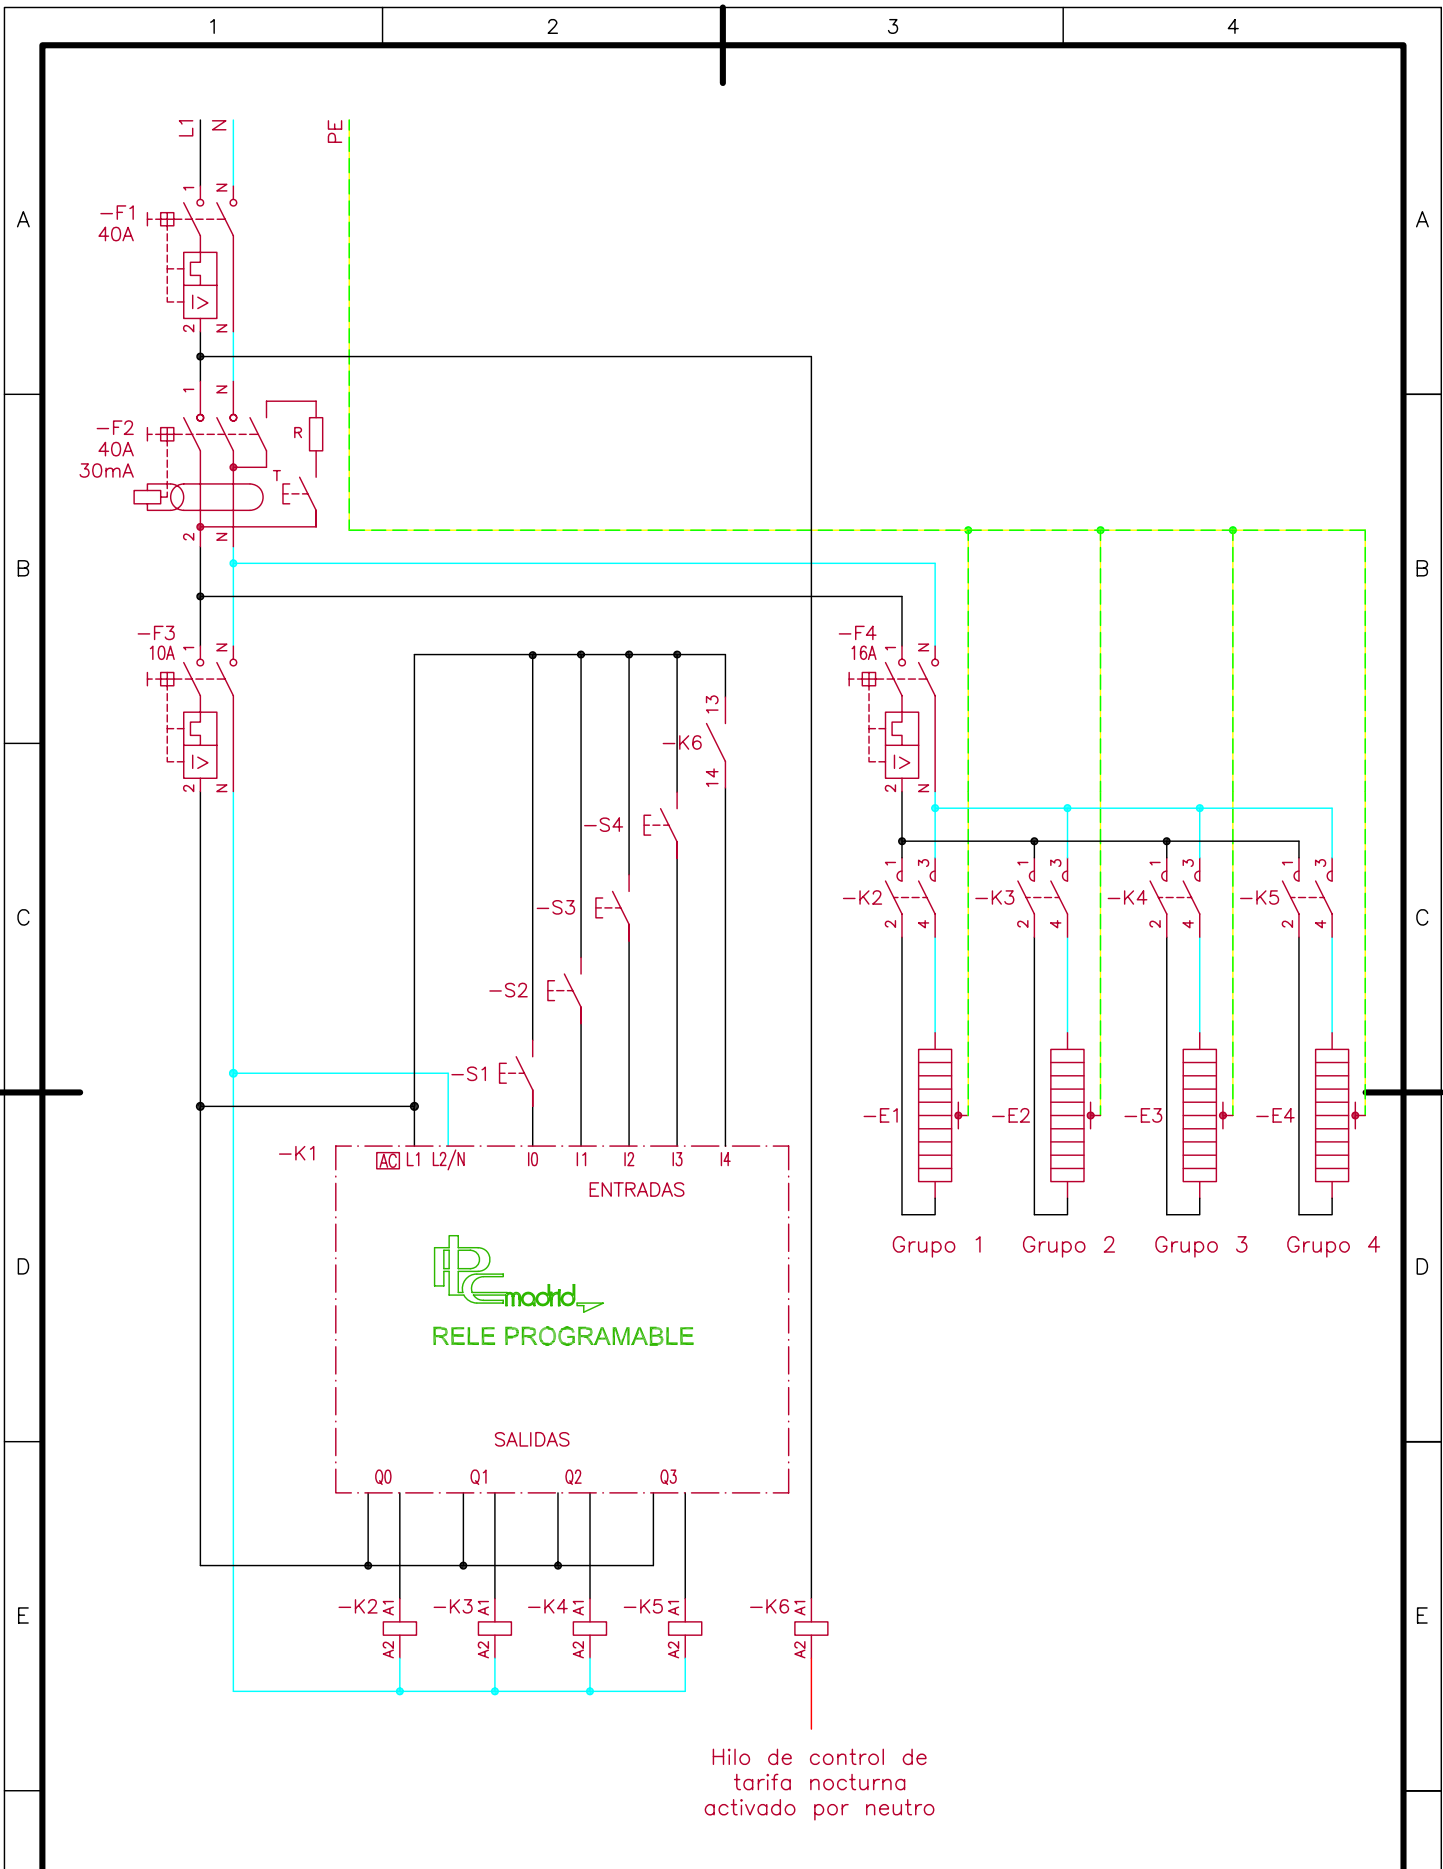 1 2 3 4
L1 N PE
1 N
A A
-F1
40A
I>
2 N
1 N
-F2
40A
30mA
R
T
2 N
B B
-F3
10A
1 N
-F4
16A
1 N
13
-K6
14
I>
2 N
I>
2 N
-S4
1 3 1 3 1 3 1 3
-K2 -K3 -K4 -K5
2 4 2 4 2 4 2 4
C C
-S3
-S2
-S1
-E1 -E2 -E3 -E4
-K1
AC L1 L2/N I0 I1 I2 I3 I4
ENTRADAS
Grupo 1 Grupo 2 Grupo 3 Grupo 4
D D
PLC madrid
RELE PROGRAMABLE
SALIDAS
Q0 Q1 Q2 Q3
-K2 A1 -K3 A1 -K4 A1 -K5 A1 -K6 A1
E E
A2 A2 A2 A2 A2
Hilo de control de
tarifa nocturna
activado por neutro